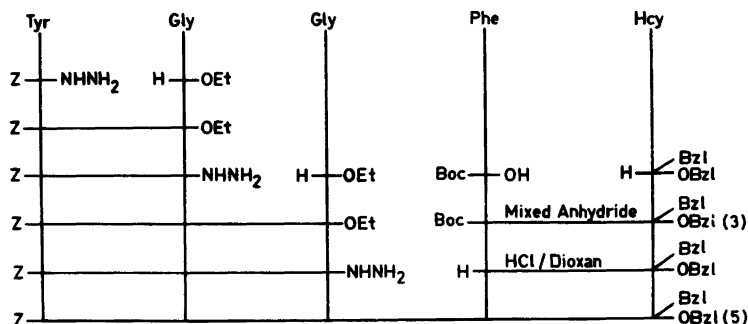 Tyr Gly Gly Phe Hcy
Z NHNH₂ H OEt
Z OEt
Bzl
Z NHNH₂ H OEt Boc OH H OBzl
Bzl
Z OEt Boc Mixed Anhydride OBzl (3)
Bzl
Z NHNH₂ H HCl / Dioxan OBzl
Bzl
Z OBzl (5)